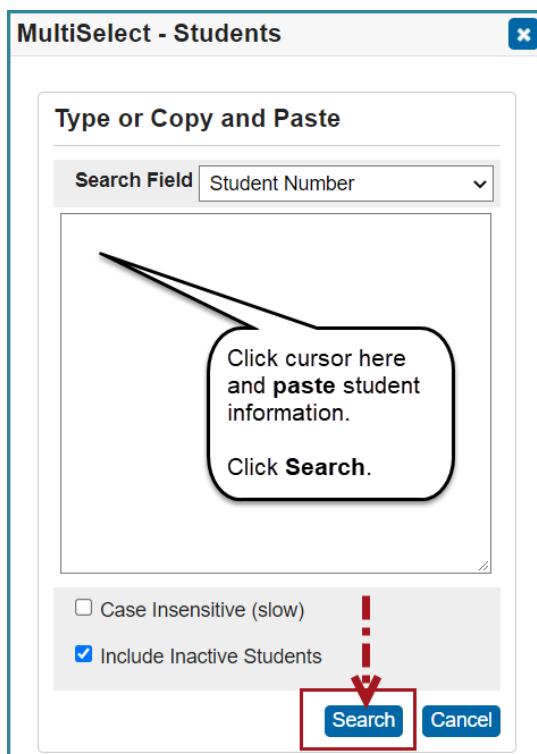 MultiSelect - Students
Type or Copy and Paste
Search Field Student Number
Click cursor here
and paste student
information.
Click Search.
Case Insensitive (slow)
Include Inactive Students
Search Cancel